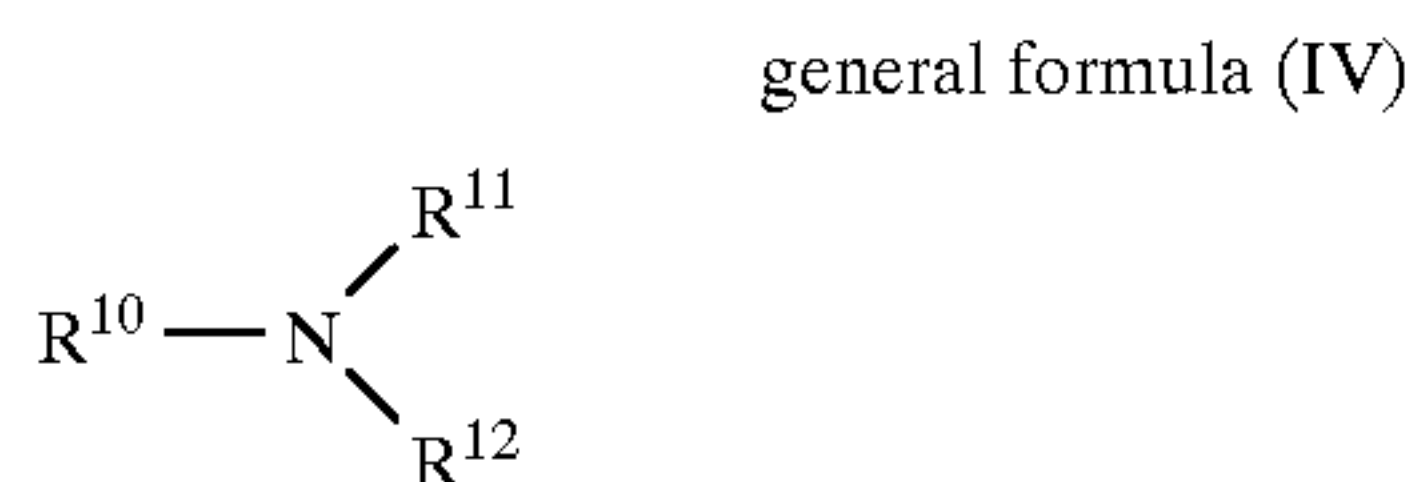 general formula (IV)
R¹¹
R¹⁰ — N
R¹²